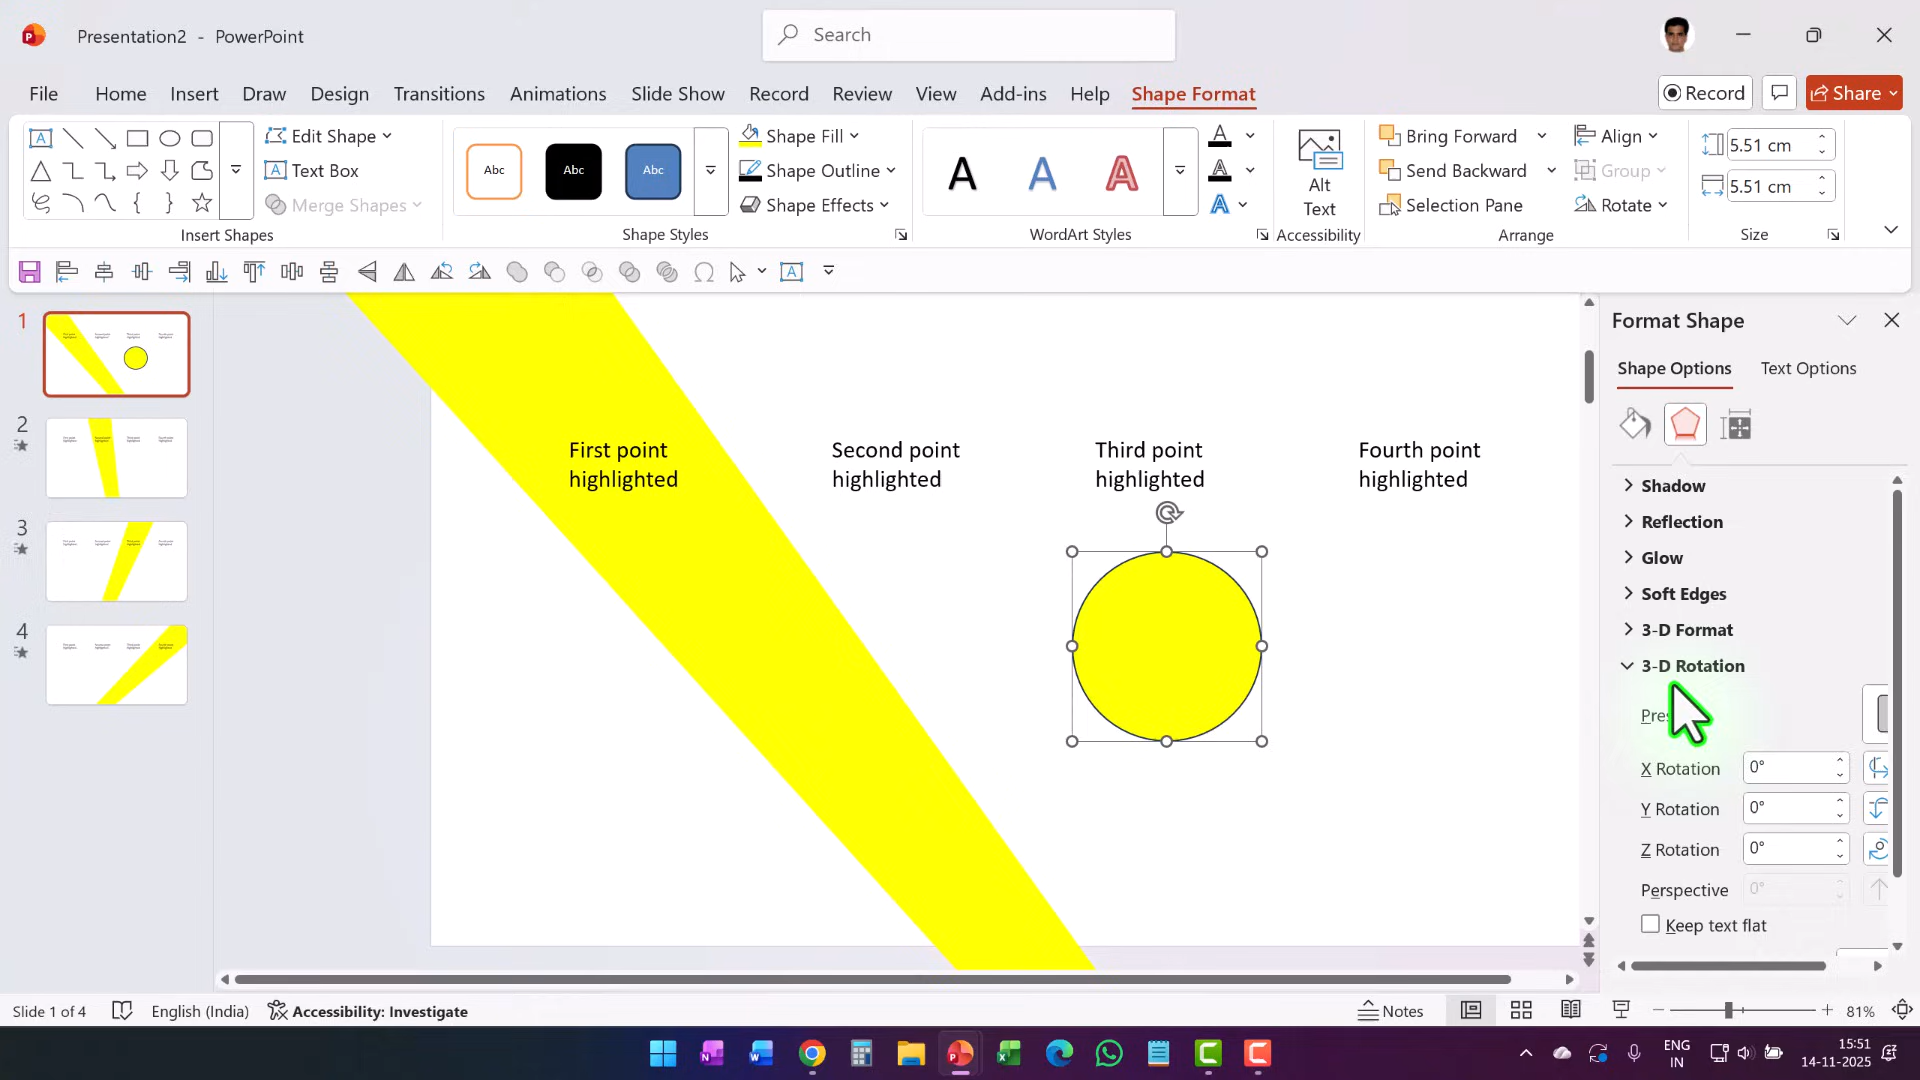 Presentation2 - PowerPoint
Search
File Home Insert Draw Design Transitions Animations Slide Show Record Review View Add-ins Help Shape Format
Record
Share
Edit Shape
Text Box
Merge Shapes
Insert Shapes
Abc Abc Abc
Shape Fill
Shape Outline
Shape Effects
Shape Styles
A A A
WordArt Styles
Alt
Text
Accessibility
Bring Forward
Send Backward
Selection Pane
Align
Group
Rotate
Arrange
5.51 cm
5.51 cm
Size
1
2
3
4
First point
highlighted
Second point
highlighted
Third point
highlighted
Fourth point
highlighted
Format Shape
Shape Options Text Options
Shadow
Reflection
Glow
Soft Edges
3-D Format
3-D Rotation
X Rotation 0°
Y Rotation 0°
Z Rotation 0°
Perspective 0°
Keep text flat
Slide 1 of 4
English (India)
Accessibility: Investigate
Notes
81%
ENG
IN
15:51
14-11-2025